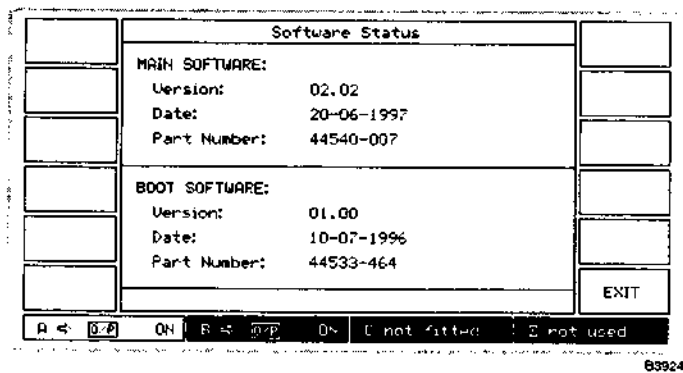 Software Status
MAIN SOFTWARE:
Version: 02.02
Date: 20-06-1997
Part Number: 44540-007
BOOT SOFTWARE:
Version: 01.00
Date: 10-07-1996
Part Number: 44533-464
EXIT
A O/P ON B O/P ON C not fitted not used
B3924